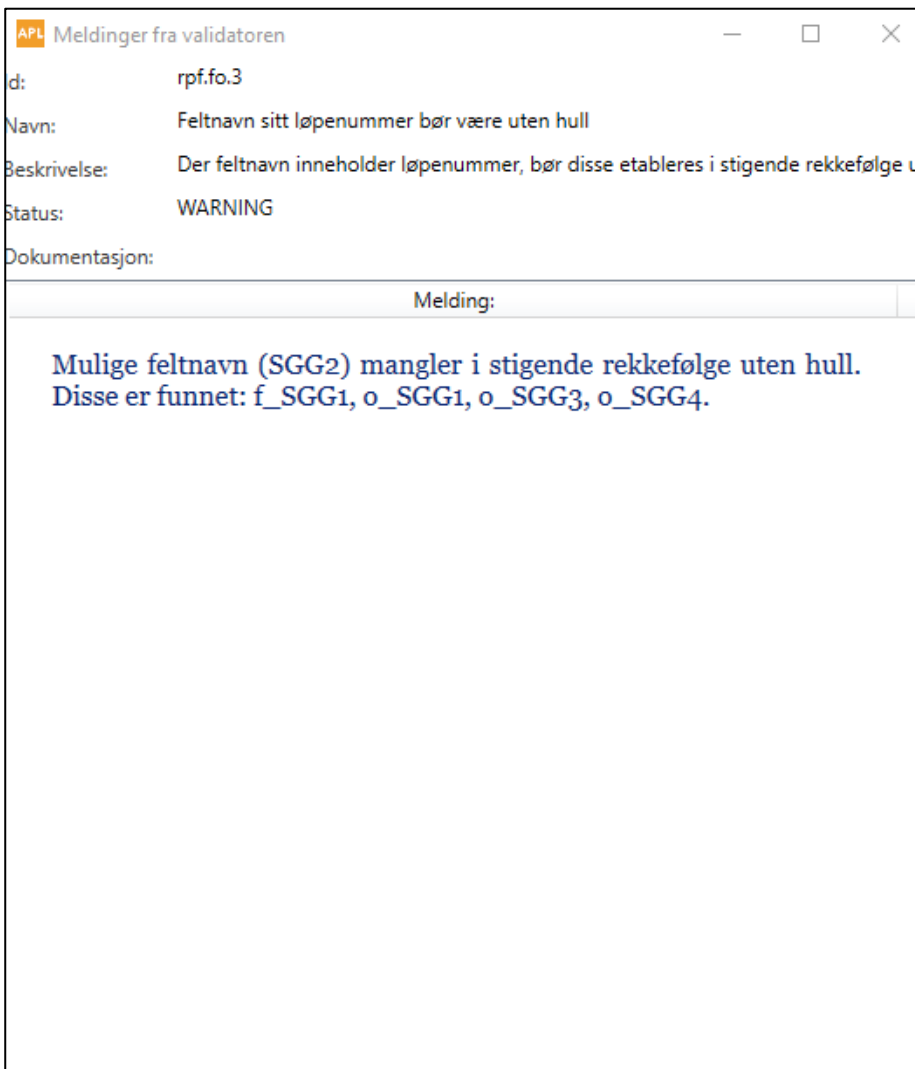 APL Meldinger fra validatoren
d: rpf.fo.3
Navn: Feltnavn sitt løpenummer bør være uten hull
Beskrivelse: Der feltnavn inneholder løpenummer, bør disse etableres i stigende rekkefølge u
Status: WARNING
Dokumentasjon:
Melding:
Mulige feltnavn (SGG2) mangler i stigende rekkefølge uten hull.
Disse er funnet: f_SGG1, o_SGG1, o_SGG3, o_SGG4.